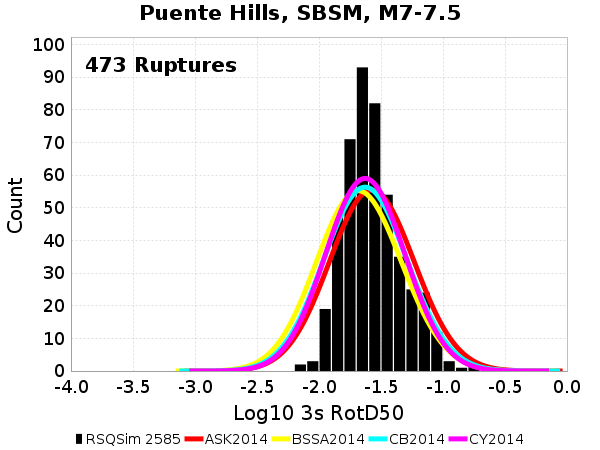 Puente Hills, SBSM, M7-7.5
473 Ruptures
Count
100
90
80
70
60
50
40
30
20
10
0
-4.0 -3.5 -3.0 -2.5 -2.0 -1.5 -1.0 -0.5 0.0
Log10 3s RotD50
RSQSim 2585 ASK2014 BSSA2014 CB2014 CY2014